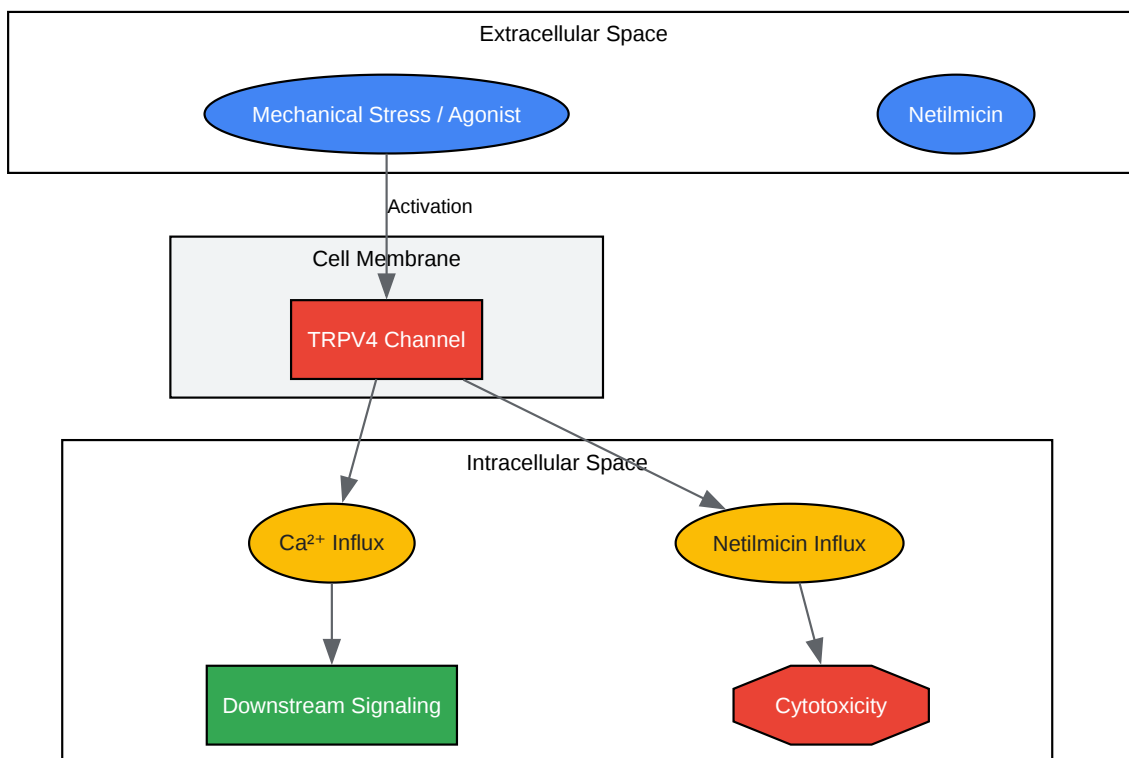 Extracellular Space
Mechanical Stress / Agonist
Netilmicin
Activation
Cell Membrane
TRPV4 Channel
Intracellular Space
Ca²⁺ Influx
Netilmicin Influx
Downstream Signaling
Cytotoxicity